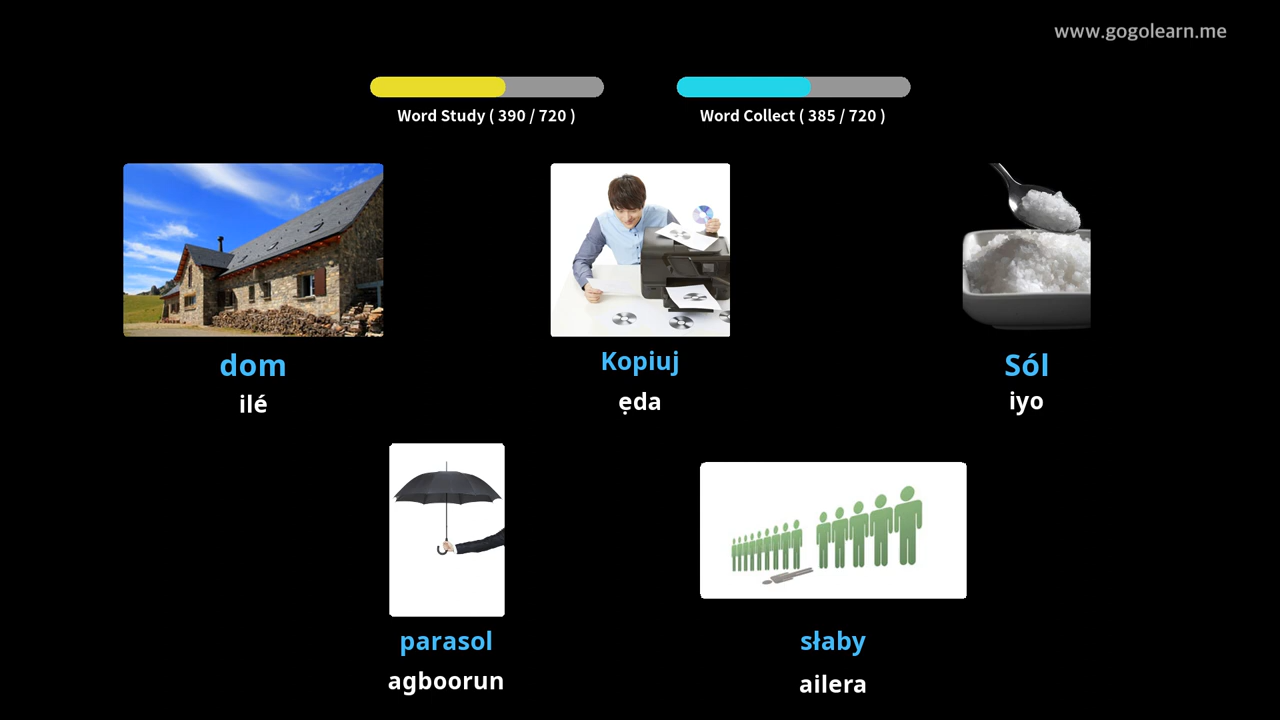 www.gogolearn.me
Word Study ( 390 / 720 )
Word Collect ( 385 / 720 )
dom
ilé
Kopiuj
ẹda
Sól
iyo
parasol
agboorun
słaby
ailera